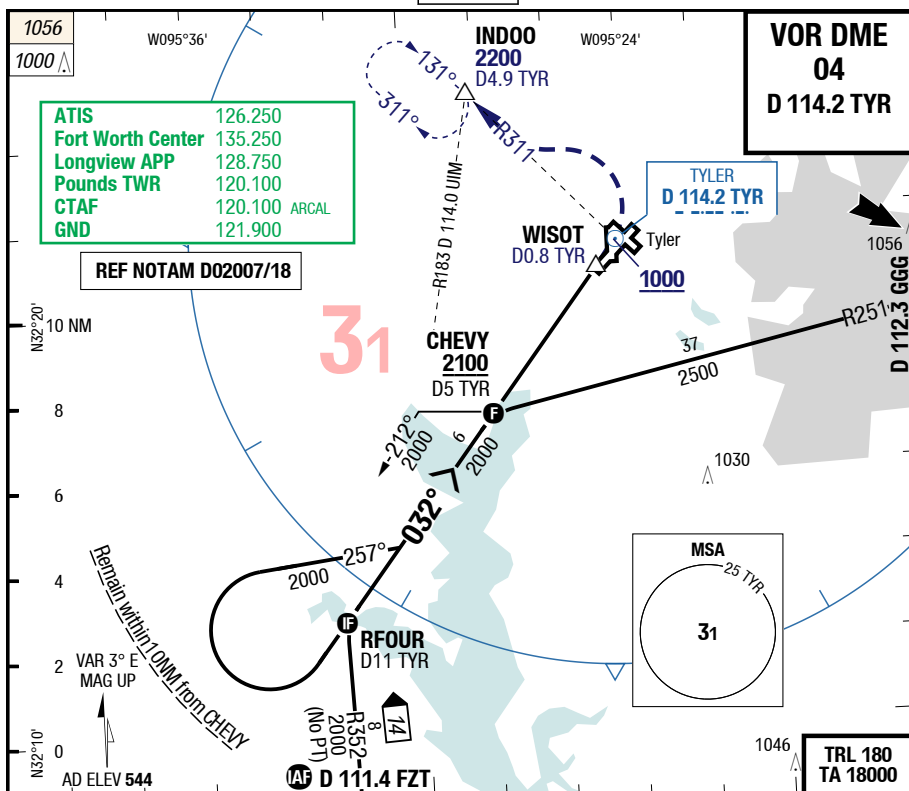 1056
1000
W095°36'
INDOO
2200
D4.9 TYR
W095°24'
VOR DME
04
D 114.2 TYR
131°
311°
R311
ATIS 126.250
Fort Worth Center 135.250
Longview APP 128.750
Pounds TWR 120.100
CTAF 120.100 ARCAL
GND 121.900
REF NOTAM D02007/18
R183 D 114.0 UIM
TYLER
D 114.2 TYR
WISOT
D0.8 TYR
Tyler
1000
1056
D 112.3 GGG
R251
37
2500
N32°20'
10 NM
31
CHEVY
2100
D5 TYR
F
8
212°
2000
6
2000
1030
6
032°
MSA
25 TYR
31
257°
2000
4
Remain within 10NM from CHEVY
IF
RFOUR
D11 TYR
2
VAR 3° E
MAG UP
R352
2000
(No PT)
8
14
N32°10'
0
AD ELEV 544
IAF D 111.4 FZT
1046
TRL 180
TA 18000